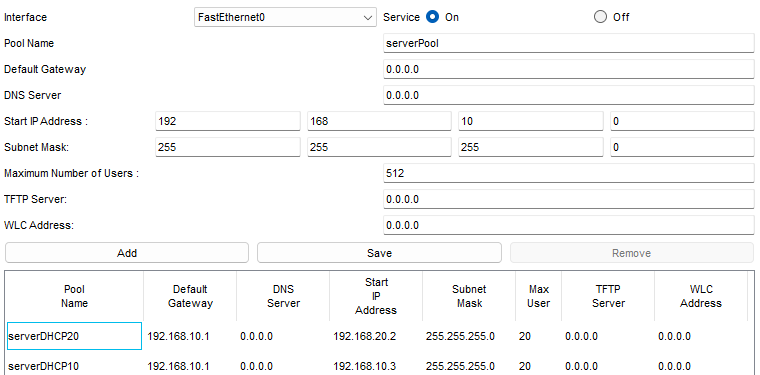 Interface FastEthernet0 Service On Off
Pool Name serverPool
Default Gateway 0.0.0.0
DNS Server 0.0.0.0
Start IP Address : 192 168 10 0
Subnet Mask: 255 255 255 0
Maximum Number of Users : 512
TFTP Server: 0.0.0.0
WLC Address: 0.0.0.0
Add Save Remove
Pool Name Default Gateway DNS Server Start IP Address Subnet Mask Max User TFTP Server WLC Address
serverDHCP20 192.168.10.1 0.0.0.0 192.168.20.2 255.255.255.0 20 0.0.0.0 0.0.0.0
serverDHCP10 192.168.10.1 0.0.0.0 192.168.10.3 255.255.255.0 20 0.0.0.0 0.0.0.0